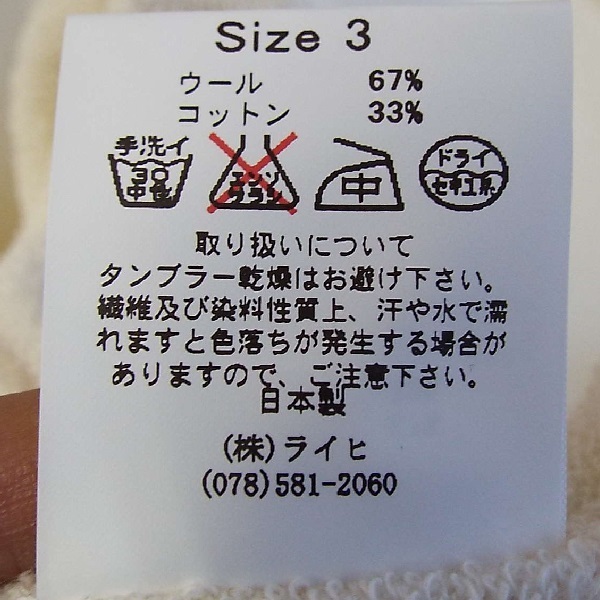 Size 3
ウール 67%
コットン 33%
手洗イ
30
中性
エンソ
ザラシ
中
ドライ
セキユ系
取り扱いについて
タンブラー乾燥はお避け下さい。
繊維及び染料性質上、汗や水で濡
れますと色落ちが発生する場合が
ありますので、ご注意下さい。
日本製
(株)ライヒ
(078)581-2060